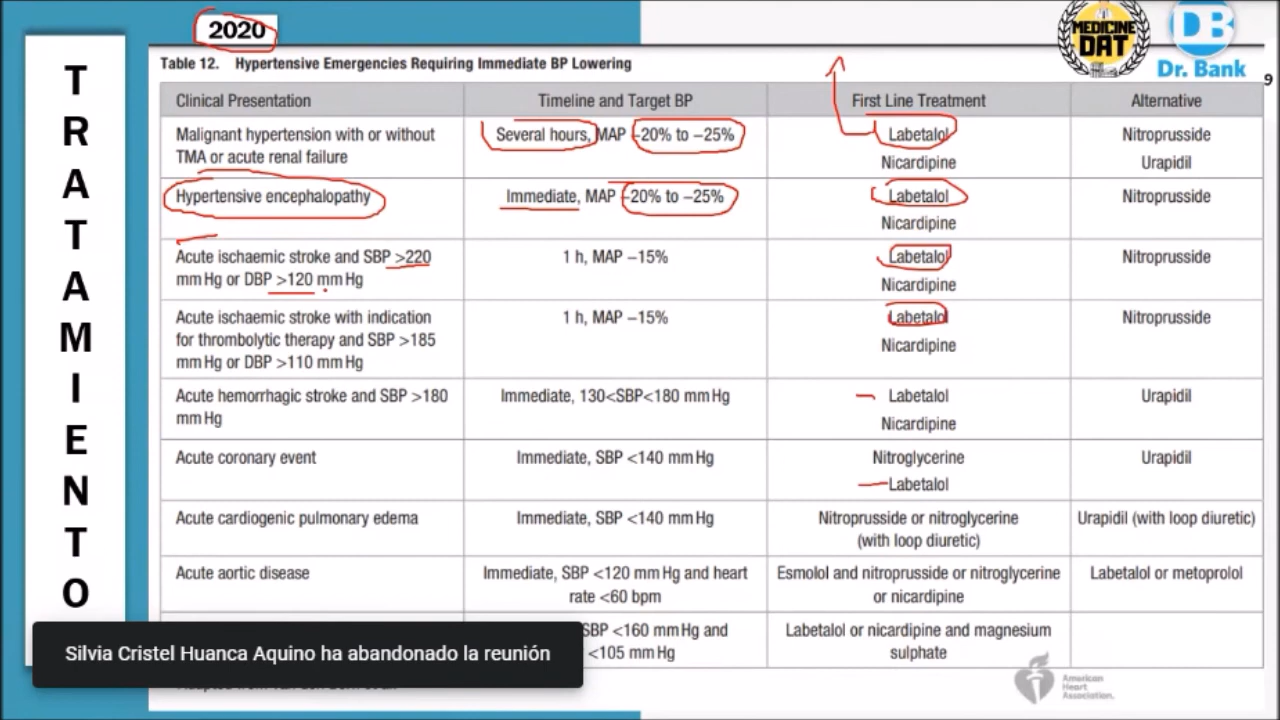 2020
MEDICINE
DAT
DB
Dr. Bank
9
TRATAMIENTO
Table 12. Hypertensive Emergencies Requiring Immediate BP Lowering
Clinical Presentation Timeline and Target BP First Line Treatment Alternative
Malignant hypertension with or without Several hours, MAP −20% to −25% Labetalol Nitroprusside
TMA or acute renal failure Nicardipine Urapidil
Hypertensive encephalopathy Immediate, MAP −20% to −25% Labetalol Nitroprusside
Nicardipine
Acute ischaemic stroke and SBP >220 1 h, MAP −15% Labetalol Nitroprusside
mm Hg or DBP >120 mm Hg Nicardipine
Acute ischaemic stroke with indication 1 h, MAP −15% Labetalol Nitroprusside
for thrombolytic therapy and SBP >185 Nicardipine
mm Hg or DBP >110 mm Hg
Acute hemorrhagic stroke and SBP >180 Immediate, 130<SBP<180 mm Hg Labetalol Urapidil
mm Hg Nicardipine
Acute coronary event Immediate, SBP <140 mm Hg Nitroglycerine Urapidil
Labetalol
Acute cardiogenic pulmonary edema Immediate, SBP <140 mm Hg Nitroprusside or nitroglycerine Urapidil (with loop diuretic)
(with loop diuretic)
Acute aortic disease Immediate, SBP <120 mm Hg and heart Esmolol and nitroprusside or nitroglycerine Labetalol or metoprolol
rate <60 bpm or nicardipine
SBP <160 mm Hg and Labetalol or nicardipine and magnesium
<105 mm Hg sulphate
Silvia Cristel Huanca Aquino ha abandonado la reunión
American
Heart
Association.